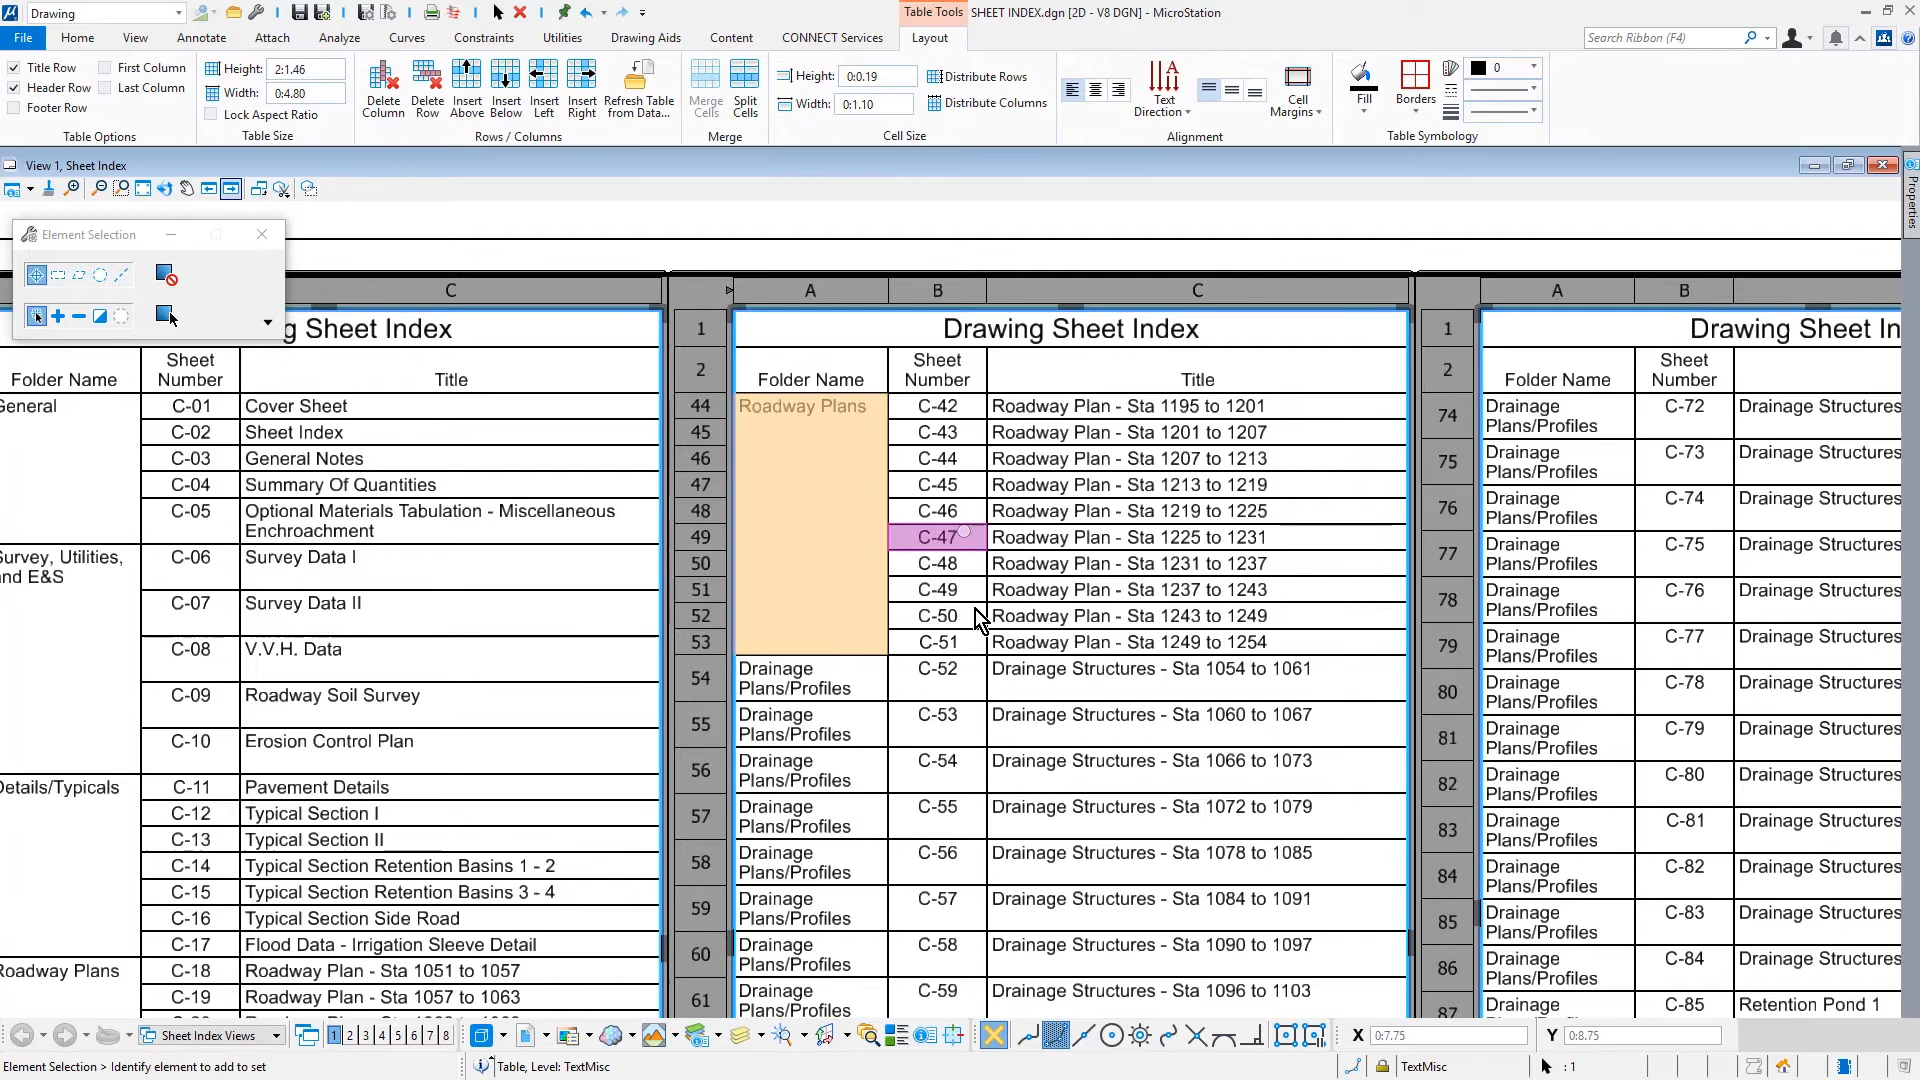 Drawing
Table Tools
SHEET INDEX.dgn [2D - V8 DGN] - MicroStation
File Home View Annotate Attach Analyze Curves Constraints Utilities Drawing Aids Content CONNECT Services Layout
Search Ribbon (F4)
Title Row First Column
Header Row Last Column
Footer Row
Table Options
Height: 2:1.46
Width: 0:4.80
Lock Aspect Ratio
Table Size
Delete Column
Delete Row
Insert Above
Insert Below
Insert Left
Insert Right
Refresh Table from Data...
Rows / Columns
Merge Cells
Split Cells
Merge
Height: 0:0.19
Width: 0:1.10
Distribute Rows
Distribute Columns
Cell Size
Text Direction
Cell Margins
Alignment
Fill
Borders
0
Table Symbology
View 1, Sheet Index
Properties
Element Selection
C
g Sheet Index
Folder Name Sheet Number Title
General C-01 Cover Sheet
C-02 Sheet Index
C-03 General Notes
C-04 Summary Of Quantities
C-05 Optional Materials Tabulation - Miscellaneous
Enchroachment
Survey, Utilities, C-06 Survey Data I
and E&S
C-07 Survey Data II
C-08 V.V.H. Data
C-09 Roadway Soil Survey
C-10 Erosion Control Plan
Details/Typicals C-11 Pavement Details
C-12 Typical Section I
C-13 Typical Section II
C-14 Typical Section Retention Basins 1 - 2
C-15 Typical Section Retention Basins 3 - 4
C-16 Typical Section Side Road
C-17 Flood Data - Irrigation Sleeve Detail
Roadway Plans C-18 Roadway Plan - Sta 1051 to 1057
C-19 Roadway Plan - Sta 1057 to 1063
A B C
1 Drawing Sheet Index
2 Folder Name Sheet Number Title
44 Roadway Plans C-42 Roadway Plan - Sta 1195 to 1201
45 C-43 Roadway Plan - Sta 1201 to 1207
46 C-44 Roadway Plan - Sta 1207 to 1213
47 C-45 Roadway Plan - Sta 1213 to 1219
48 C-46 Roadway Plan - Sta 1219 to 1225
49 C-47 Roadway Plan - Sta 1225 to 1231
50 C-48 Roadway Plan - Sta 1231 to 1237
51 C-49 Roadway Plan - Sta 1237 to 1243
52 C-50 Roadway Plan - Sta 1243 to 1249
53 C-51 Roadway Plan - Sta 1249 to 1254
54 Drainage Plans/Profiles C-52 Drainage Structures - Sta 1054 to 1061
55 Drainage Plans/Profiles C-53 Drainage Structures - Sta 1060 to 1067
56 Drainage Plans/Profiles C-54 Drainage Structures - Sta 1066 to 1073
57 Drainage Plans/Profiles C-55 Drainage Structures - Sta 1072 to 1079
58 Drainage Plans/Profiles C-56 Drainage Structures - Sta 1078 to 1085
59 Drainage Plans/Profiles C-57 Drainage Structures - Sta 1084 to 1091
60 Drainage Plans/Profiles C-58 Drainage Structures - Sta 1090 to 1097
61 Drainage Plans/Profiles C-59 Drainage Structures - Sta 1096 to 1103
A B
1 Drawing Sheet In
2 Folder Name Sheet Number
74 Drainage Plans/Profiles C-72 Drainage Structures
75 Drainage Plans/Profiles C-73 Drainage Structures
76 Drainage Plans/Profiles C-74 Drainage Structures
77 Drainage Plans/Profiles C-75 Drainage Structures
78 Drainage Plans/Profiles C-76 Drainage Structures
79 Drainage Plans/Profiles C-77 Drainage Structures
80 Drainage Plans/Profiles C-78 Drainage Structures
81 Drainage Plans/Profiles C-79 Drainage Structures
82 Drainage Plans/Profiles C-80 Drainage Structures
83 Drainage Plans/Profiles C-81 Drainage Structures
84 Drainage Plans/Profiles C-82 Drainage Structures
85 Drainage Plans/Profiles C-83 Drainage Structures
86 Drainage Plans/Profiles C-84 Drainage Structures
87 Drainage C-85 Retention Pond 1
Sheet Index Views 1 2 3 4 5 6 7 8 X 0:7.75 Y 0:8.75
Element Selection > Identify element to add to set
Table, Level: TextMisc
TextMisc
: 1